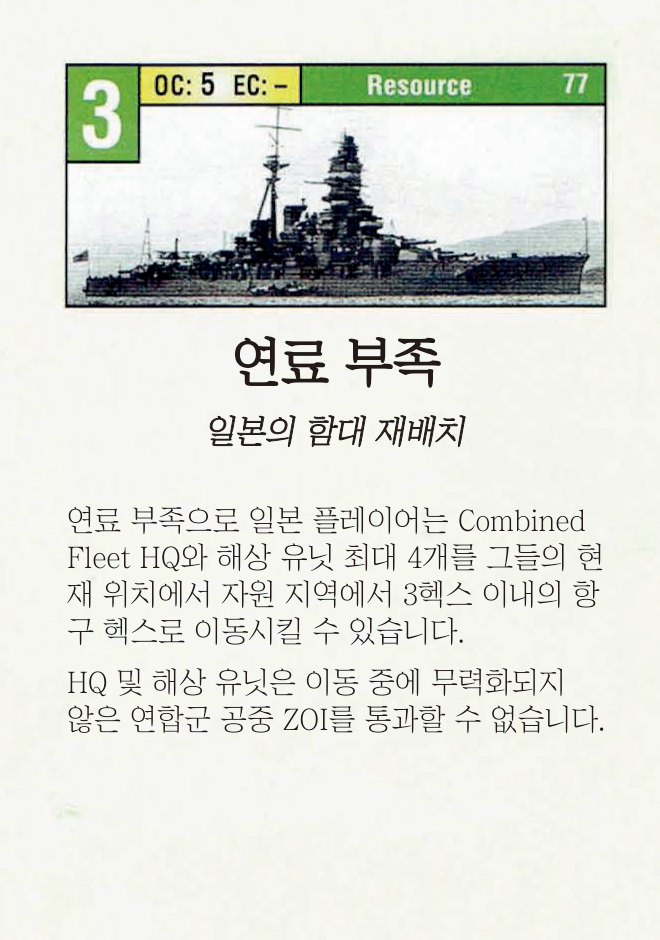 3 OC: 5 EC: – Resource 77
연료 부족
일본의 함대 재배치
연료 부족으로 일본 플레이어는 Combined
Fleet HQ와 해상 유닛 최대 4개를 그들의 현
재 위치에서 자원 지역에서 3헥스 이내의 항
구 헥스로 이동시킬 수 있습니다.
HQ 및 해상 유닛은 이동 중에 무력화되지
않은 연합군 공중 ZOI를 통과할 수 없습니다.